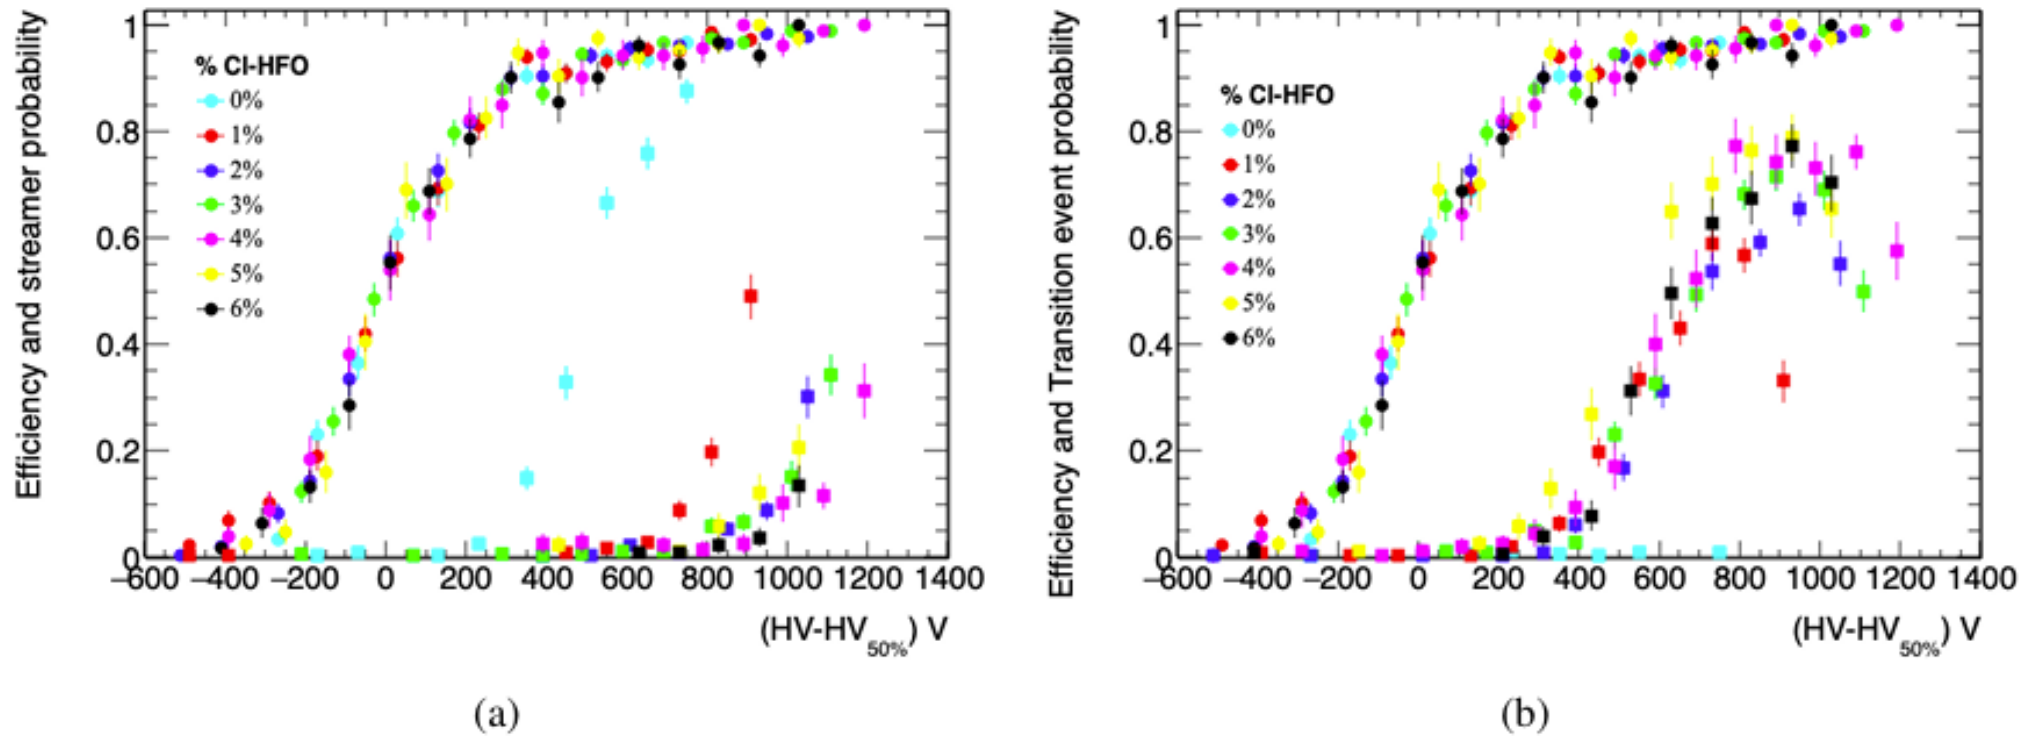 Efficiency and streamer probability
1
0.8
0.6
0.4
0.2
0
% Cl-HFO
0%
1%
2%
3%
4%
5%
6%
−600 −400 −200 0 200 400 600 800 1000 1200 1400
(HV-HV50%) V
(a)
Efficiency and Transition event probability
1
0.8
0.6
0.4
0.2
0
% Cl-HFO
0%
1%
2%
3%
4%
5%
6%
−600 −400 −200 0 200 400 600 800 1000 1200 1400
(HV-HV50%) V
(b)